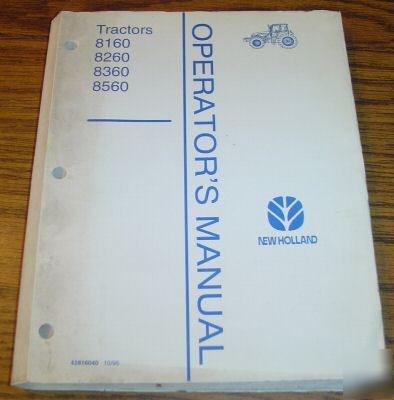 Tractors
8160
8260
8360
8560
OPERATOR'S MANUAL
NEW HOLLAND
42816040 10/95